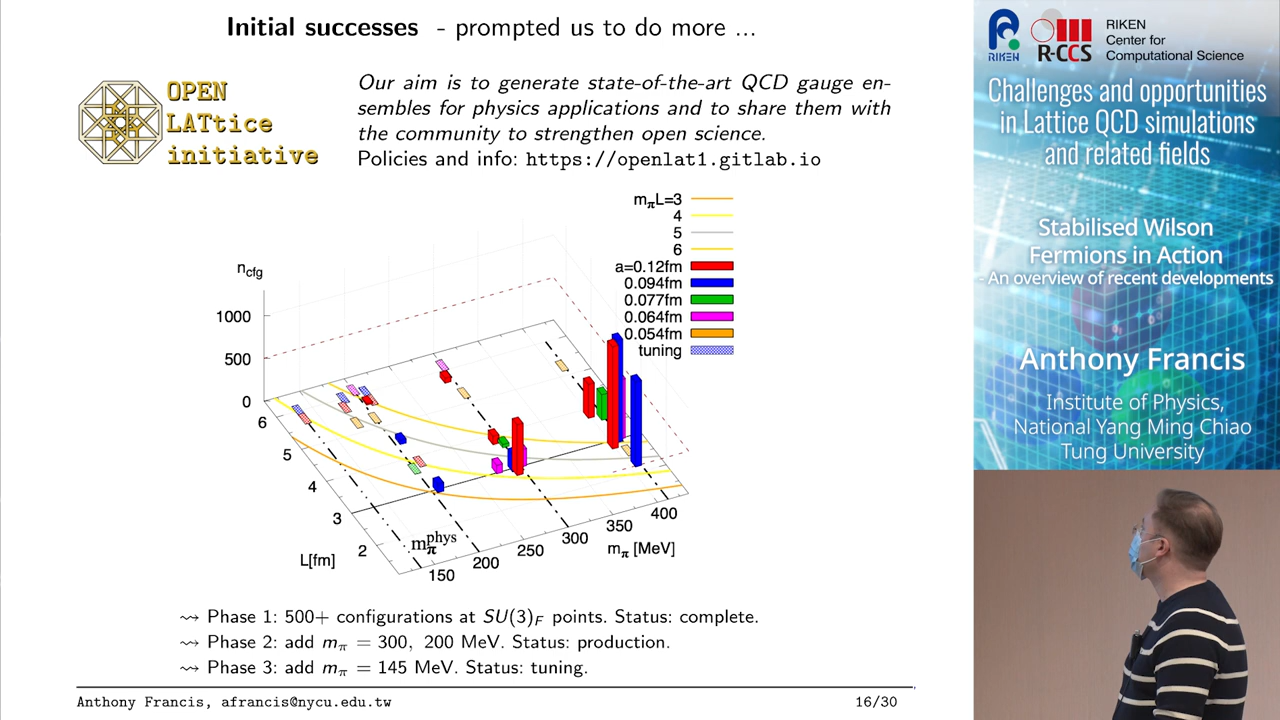 Initial successes - prompted us to do more ...
OPEN
LATtice
initiative
Our aim is to generate state-of-the-art QCD gauge en-
sembles for physics applications and to share them with
the community to strengthen open science.
Policies and info: https://openlat1.gitlab.io
mπL=3
4
5
6
a=0.12fm
0.094fm
0.077fm
0.064fm
0.054fm
tuning
ncfg
1000
500
0
6
5
4
3
2
L[fm]
mπphys
150
200
250
300
350
400
mπ [MeV]
⇝ Phase 1: 500+ configurations at SU(3)F points. Status: complete.
⇝ Phase 2: add mπ = 300, 200 MeV. Status: production.
⇝ Phase 3: add mπ = 145 MeV. Status: tuning.
Anthony Francis, afrancis@nycu.edu.tw 16/30
RIKEN
R-CCS
RIKEN
Center for
Computational Science
Challenges and opportunities
in Lattice QCD simulations
and related fields
Stabilised Wilson
Fermions in Action
- An overview of recent developments
Anthony Francis
Institute of Physics,
National Yang Ming Chiao
Tung University